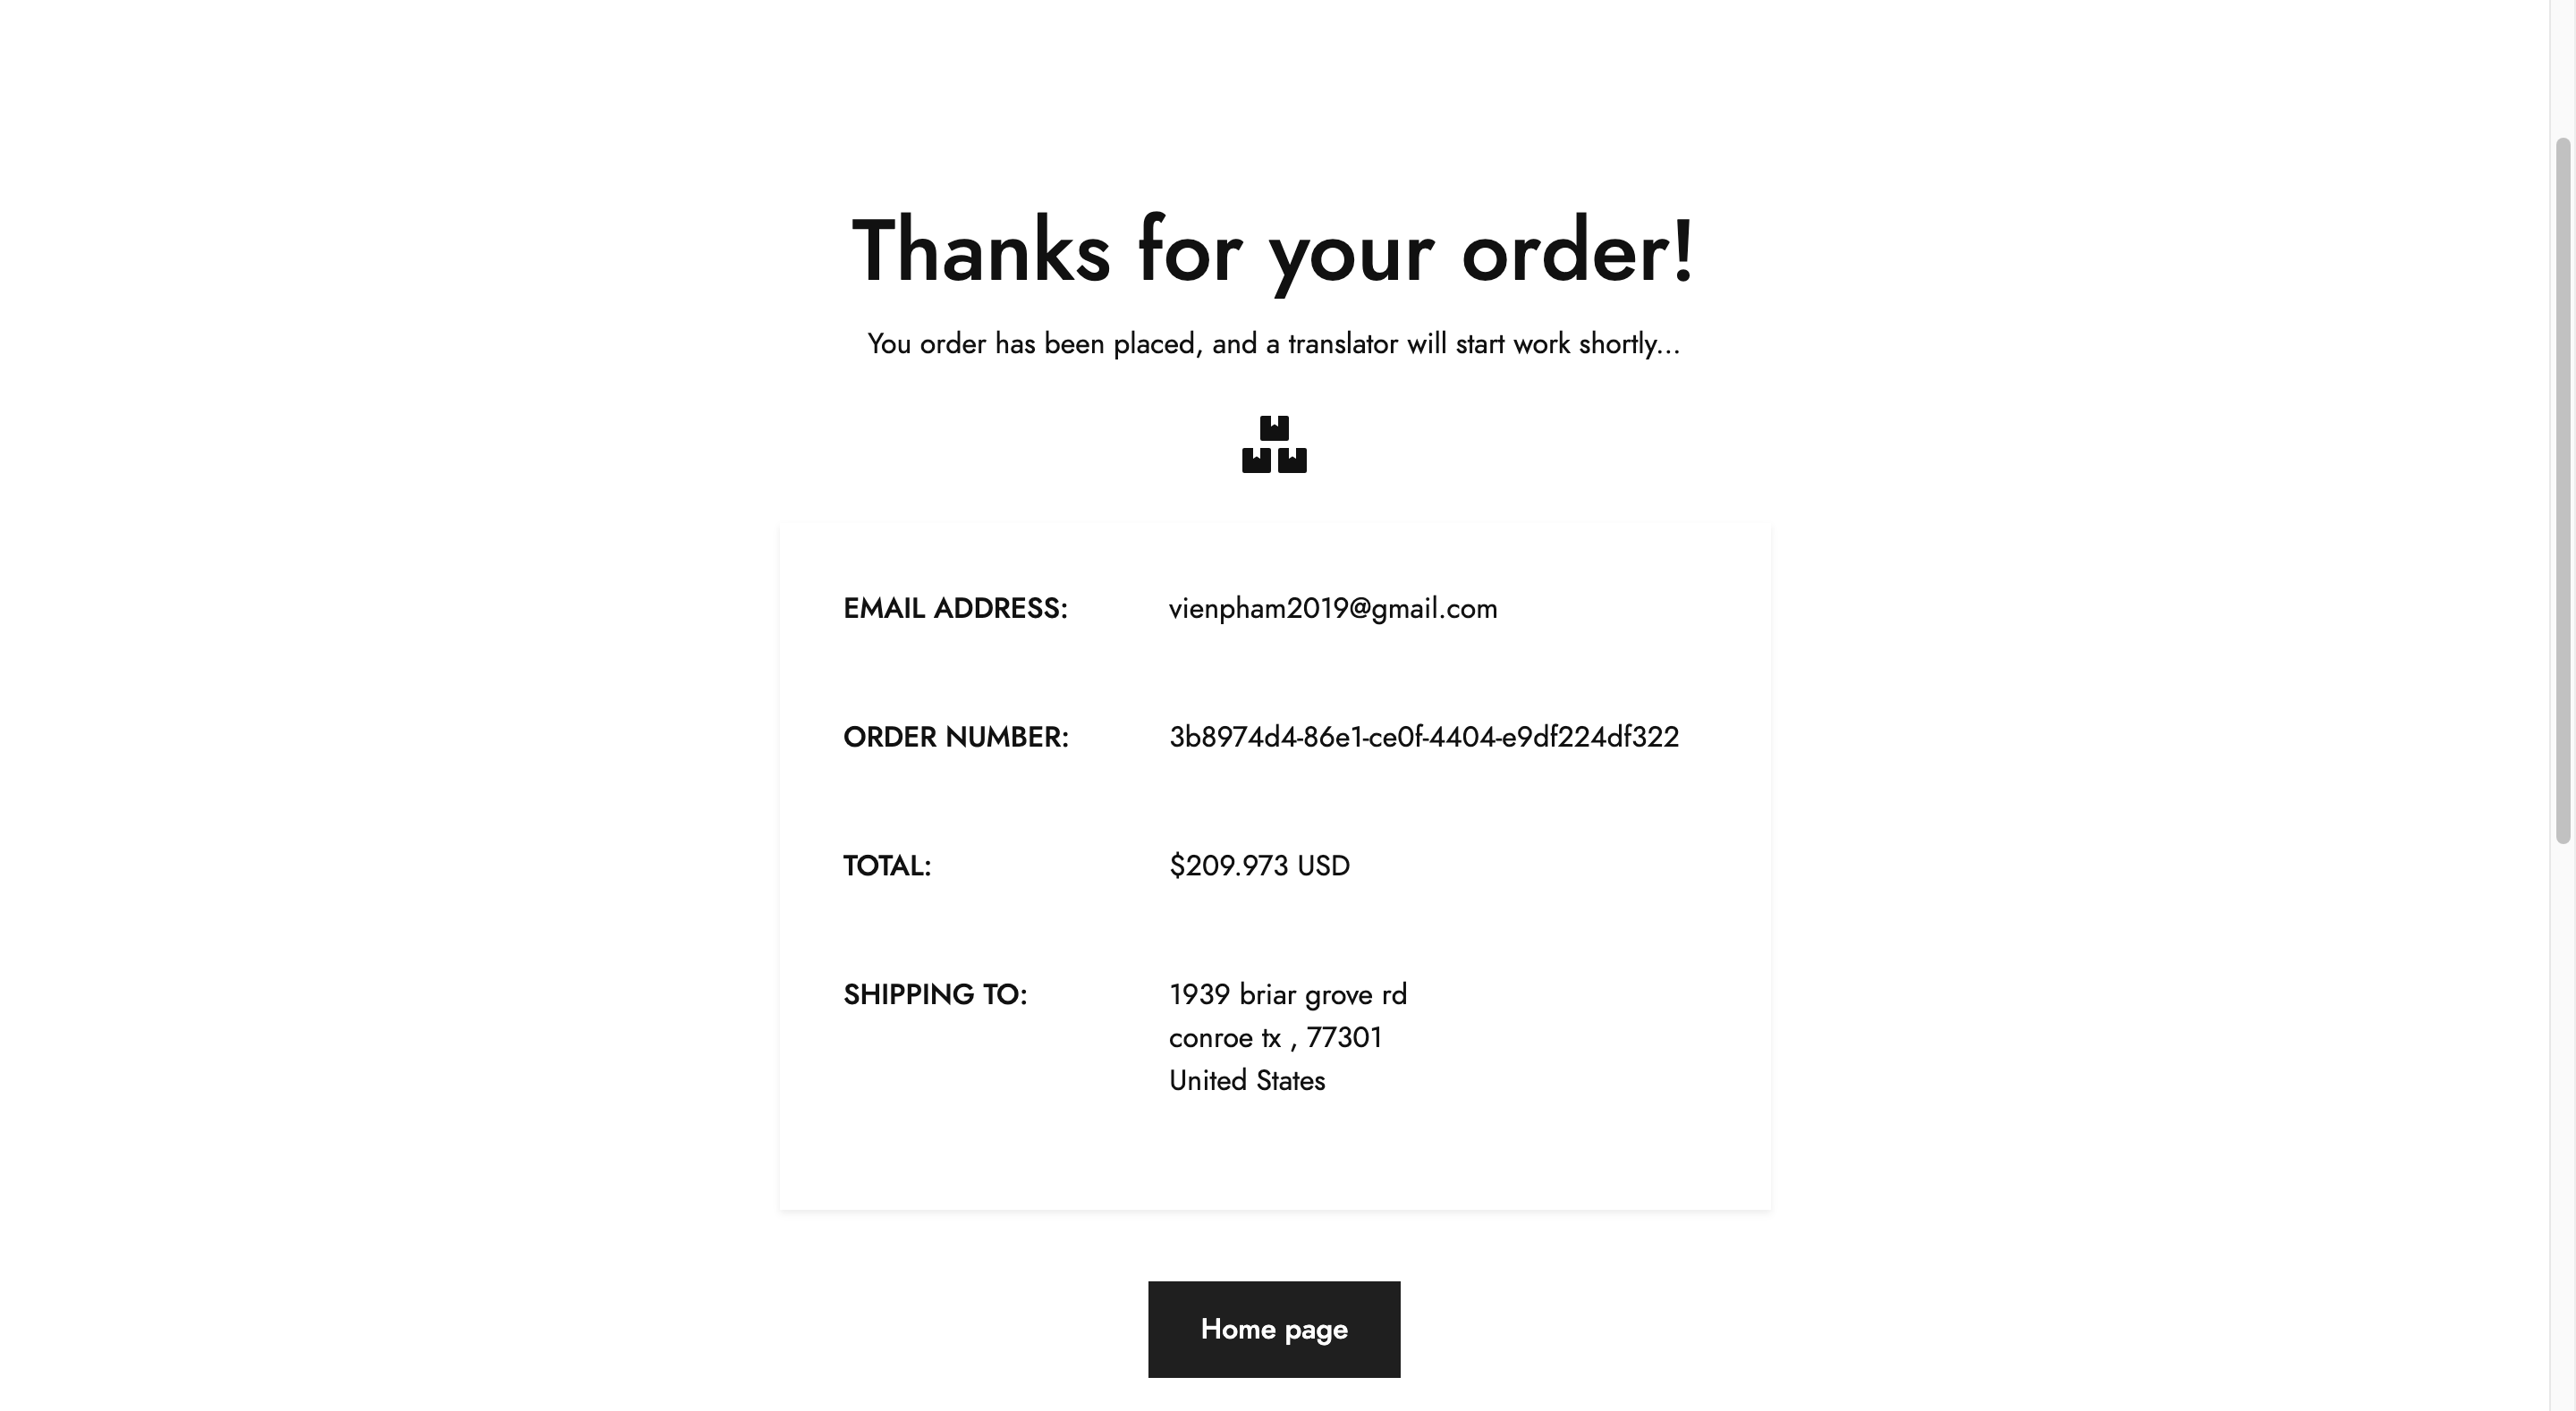 Thanks for your order!
You order has been placed, and a translator will start work shortly...
EMAIL ADDRESS: vienpham2019@gmail.com
ORDER NUMBER: 3b8974d4-86e1-ce0f-4404-e9df224df322
TOTAL: $209.973 USD
SHIPPING TO: 1939 briar grove rd
conroe tx , 77301
United States
Home page